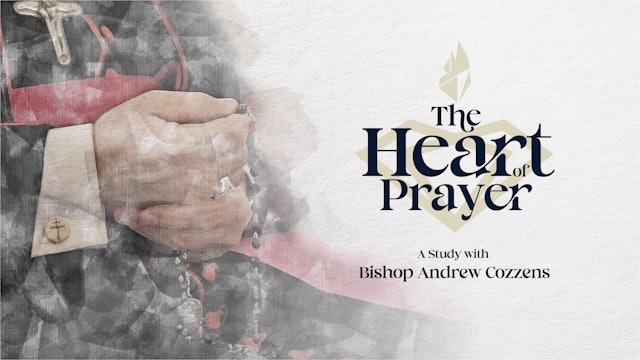 The
Heart
of
Prayer
A Study with
Bishop Andrew Cozzens